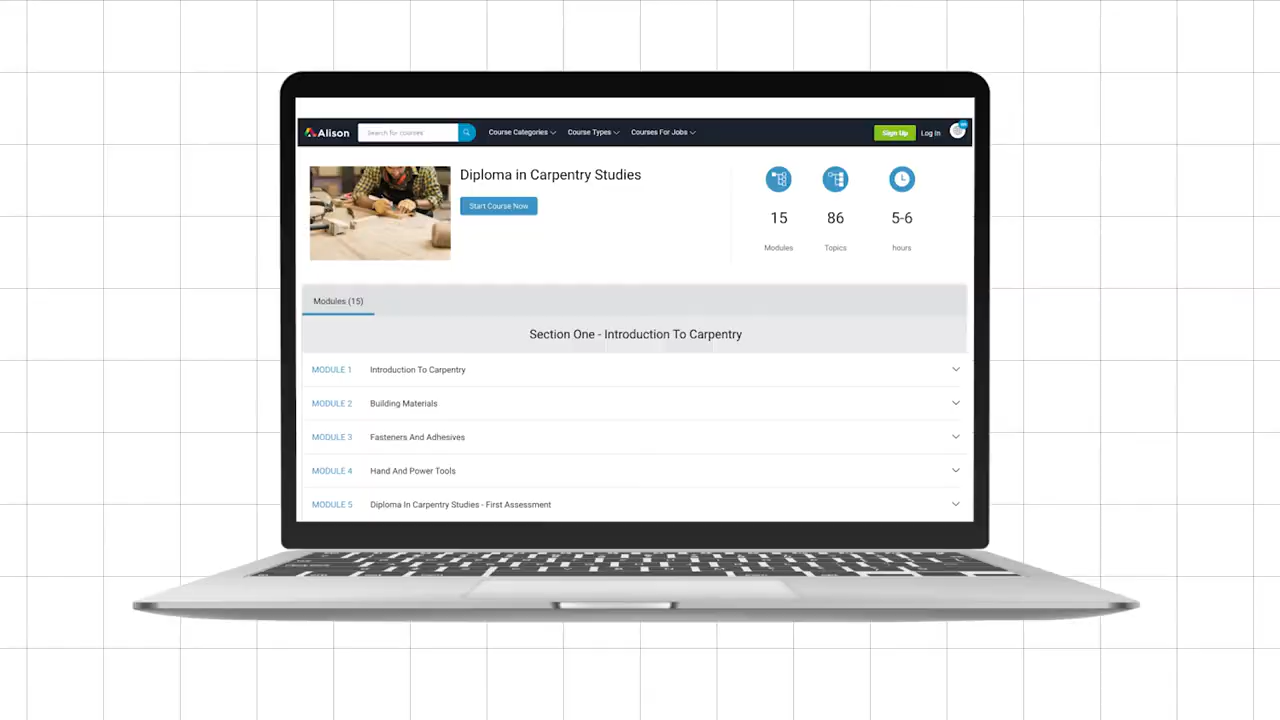 Alison
Search for courses
Course Categories
Course Types
Courses For Jobs
Sign Up
Log In
Diploma in Carpentry Studies
Start Course Now
15
Modules
86
Topics
5-6
hours
Modules (15)
Section One - Introduction To Carpentry
MODULE 1 Introduction To Carpentry
MODULE 2 Building Materials
MODULE 3 Fasteners And Adhesives
MODULE 4 Hand And Power Tools
MODULE 5 Diploma In Carpentry Studies - First Assessment